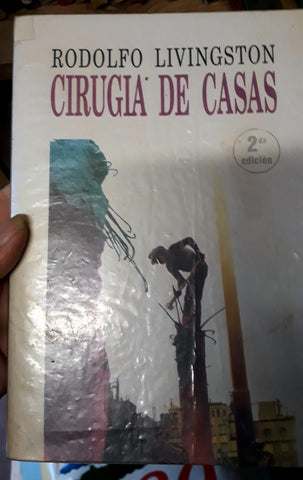 RODOLFO LIVINGSTON
CIRUGIA DE CASAS
2da
edición